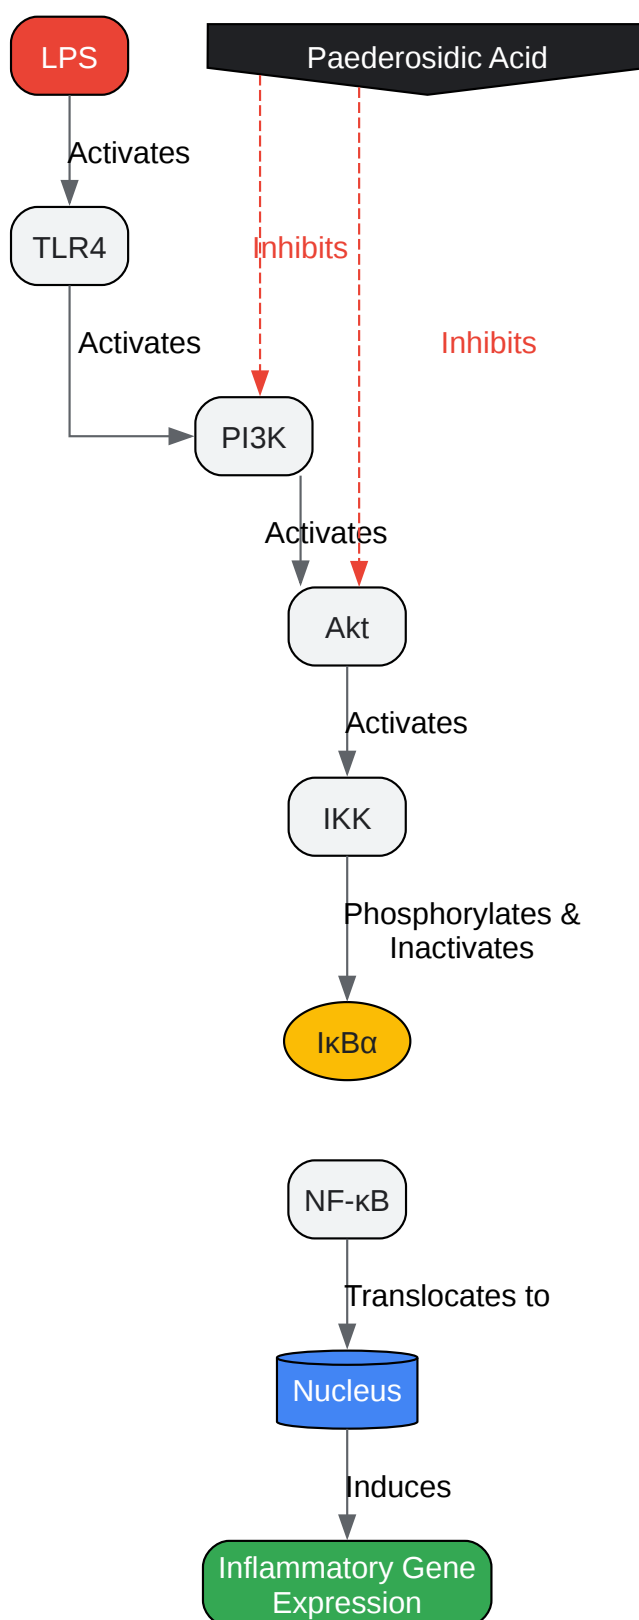 LPS
Paederosidic Acid
Activates
TLR4
Inhibits
Activates
Inhibits
PI3K
Activates
Akt
Activates
IKK
Phosphorylates &
Inactivates
IκBα
NF-κB
Translocates to
Nucleus
Induces
Inflammatory Gene
Expression